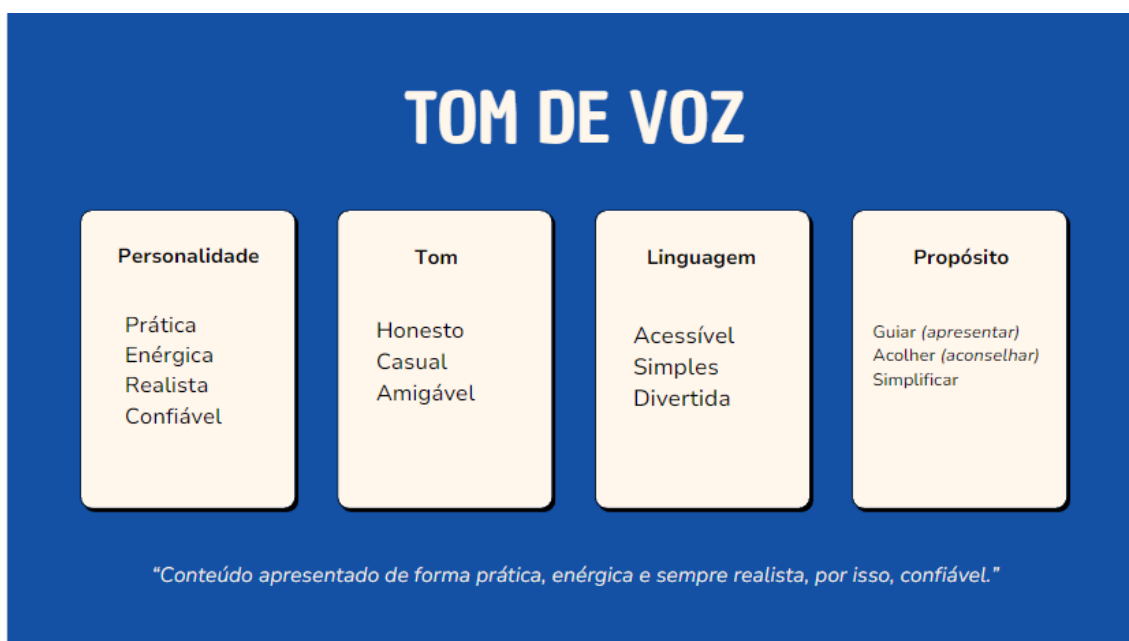 TOM DE VOZ
Personalidade
Prática
Enérgica
Realista
Confiável
Tom
Honesto
Casual
Amigável
Linguagem
Acessível
Simples
Divertida
Propósito
Guiar (apresentar)
Acolher (aconselhar)
Simplificar
“Conteúdo apresentado de forma prática, enérgica e sempre realista, por isso, confiável.”